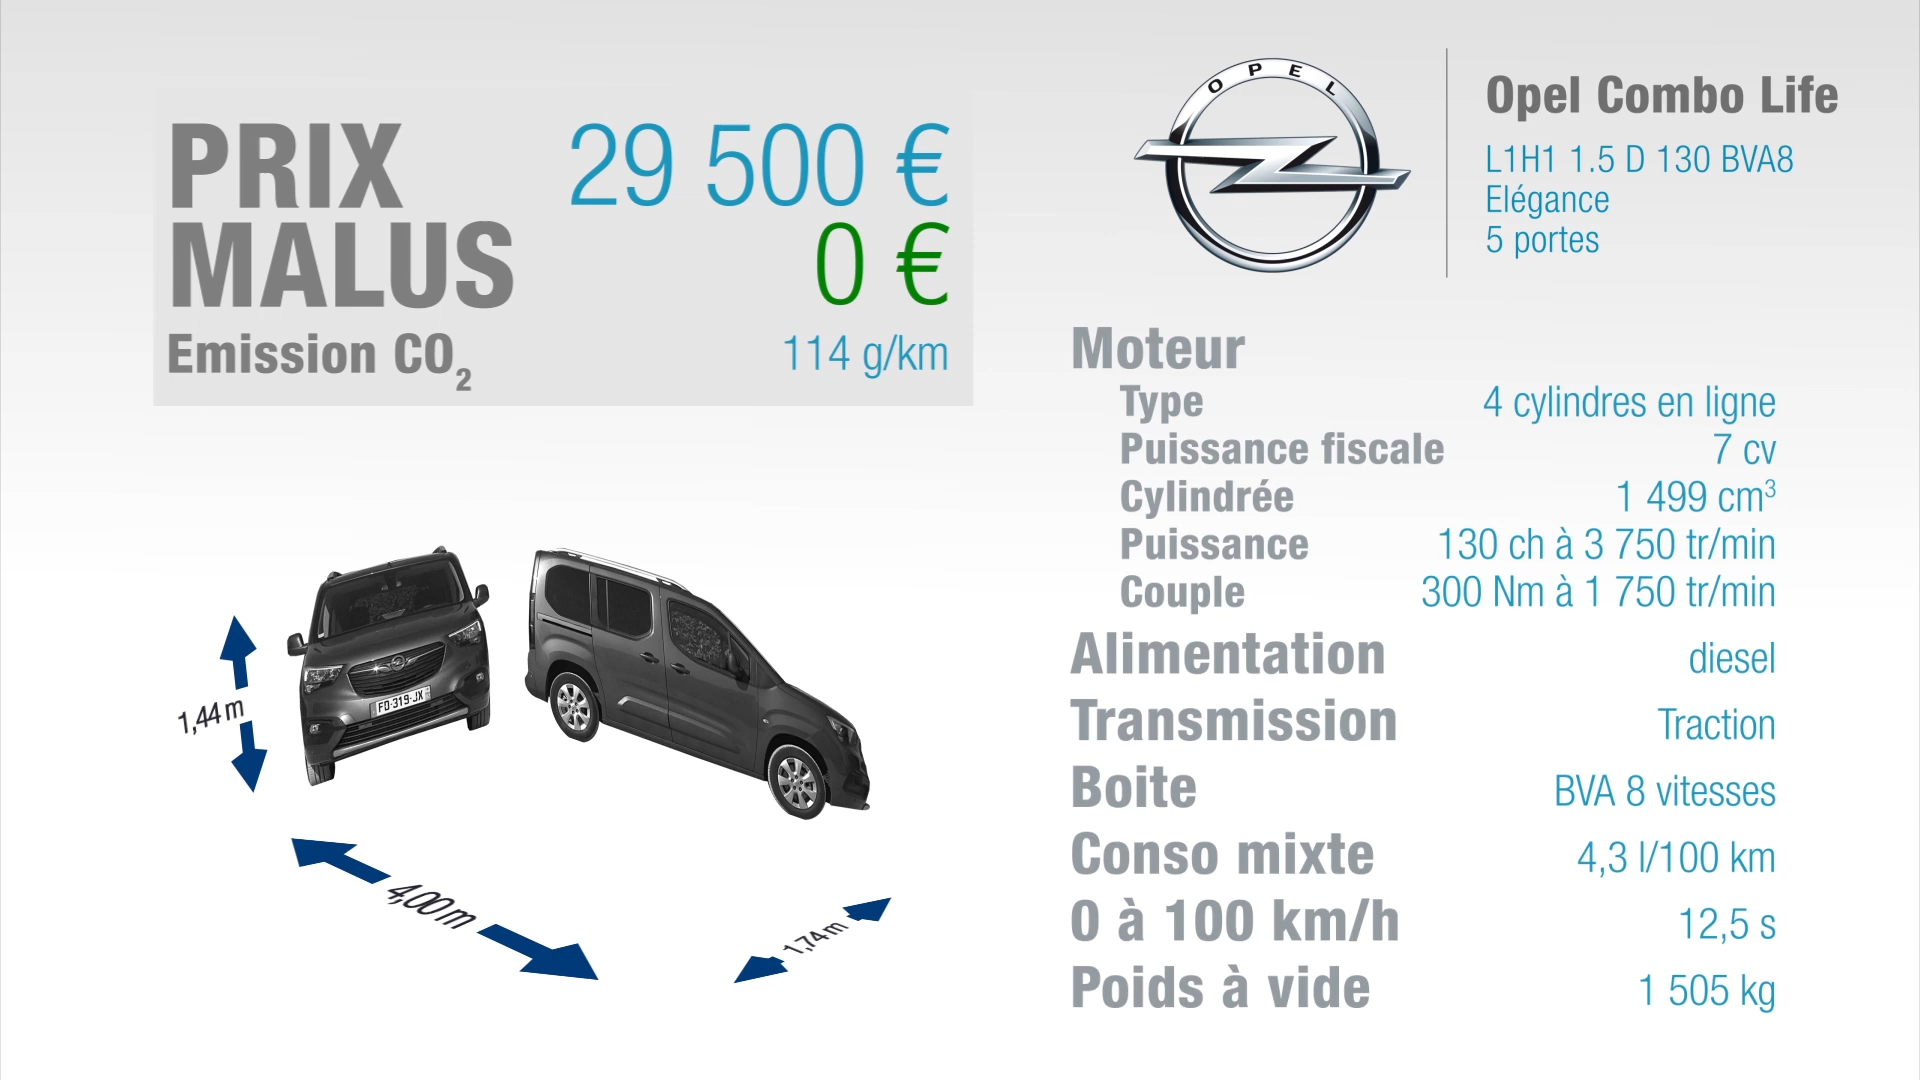 PRIX 29 500 €
MALUS 0 €
Emission CO₂ 114 g/km
OPEL
Opel Combo Life
L1H1 1.5 D 130 BVA8
Elégance
5 portes
Moteur
Type 4 cylindres en ligne
Puissance fiscale 7 cv
Cylindrée 1 499 cm³
Puissance 130 ch à 3 750 tr/min
Couple 300 Nm à 1 750 tr/min
Alimentation diesel
Transmission Traction
Boite BVA 8 vitesses
Conso mixte 4,3 l/100 km
0 à 100 km/h 12,5 s
Poids à vide 1 505 kg
FD-319-JX
1,44 m
4,00 m
1,74 m